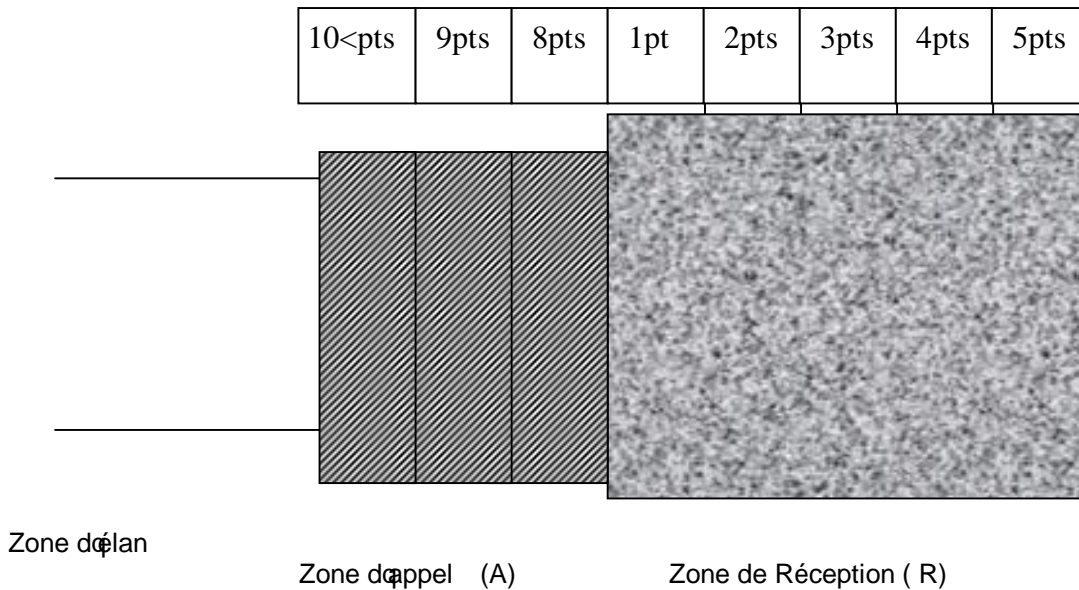 10<pts 9pts 8pts 1pt 2pts 3pts 4pts 5pts
Zone d élan
Zone d appel (A) Zone de Réception ( R)